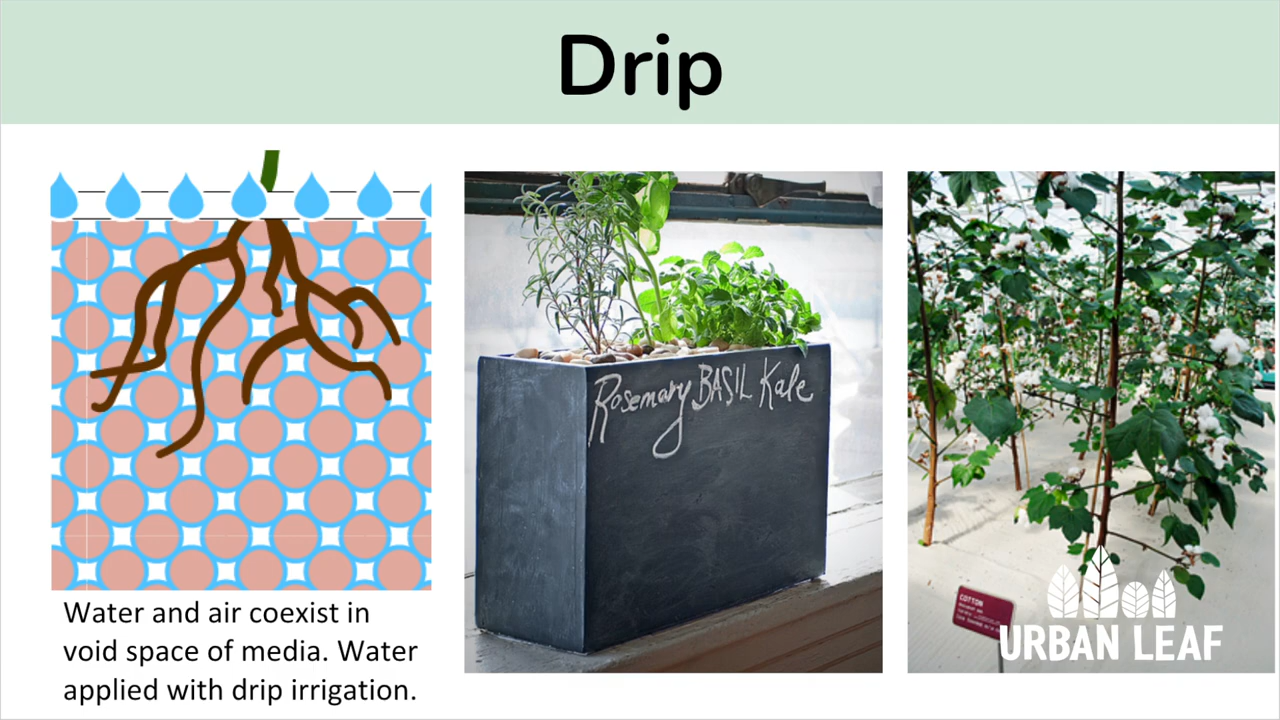 Drip
Water and air coexist in
void space of media. Water
applied with drip irrigation.
Rosemary BASIL Kale
COTTON
URBAN LEAF